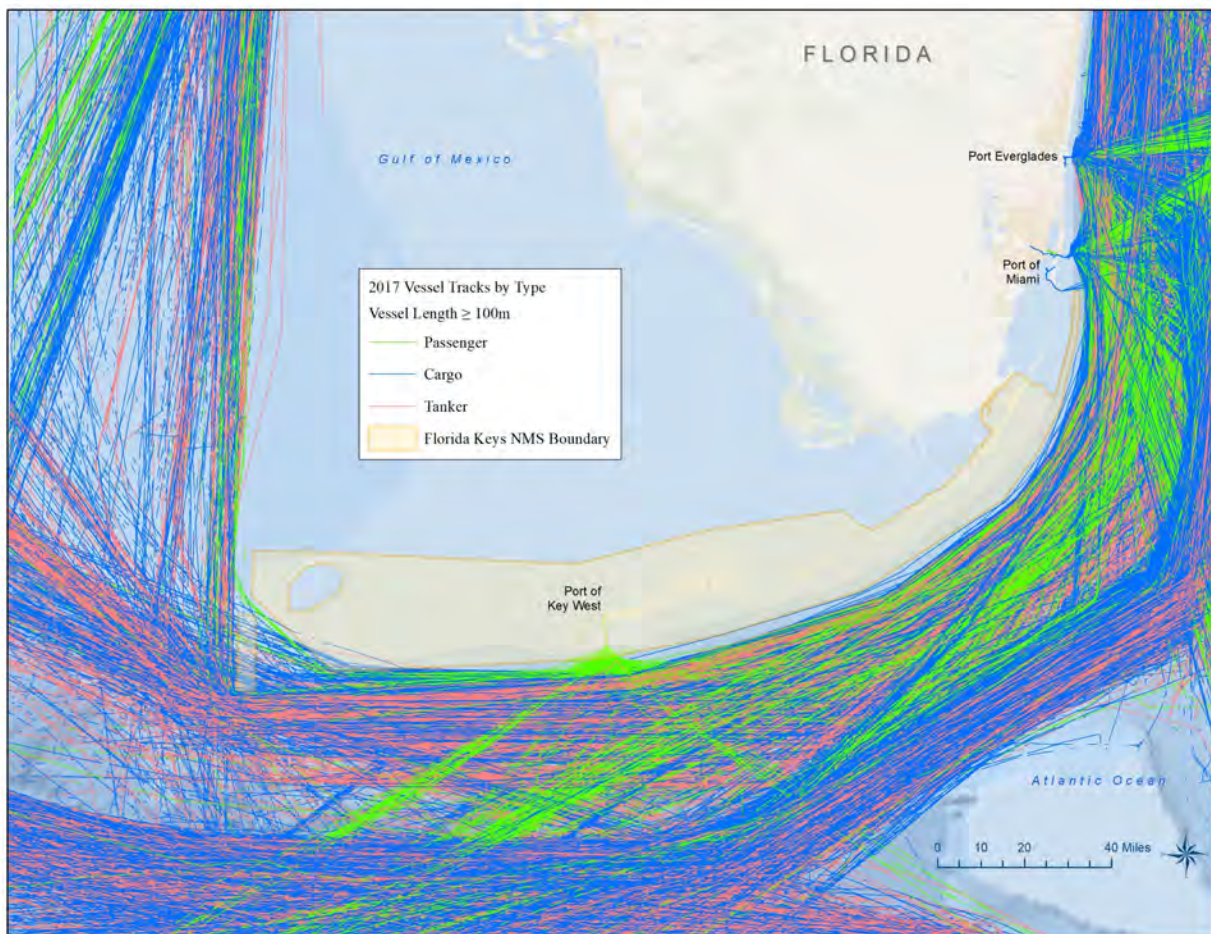 FLORIDA
Gulf of Mexico
Port Everglades
Port of
Miami
2017 Vessel Tracks by Type
Vessel Length ≥ 100m
Passenger
Cargo
Tanker
Florida Keys NMS Boundary
Port of
Key West
Atlantic Ocean
0 10 20 40 Miles